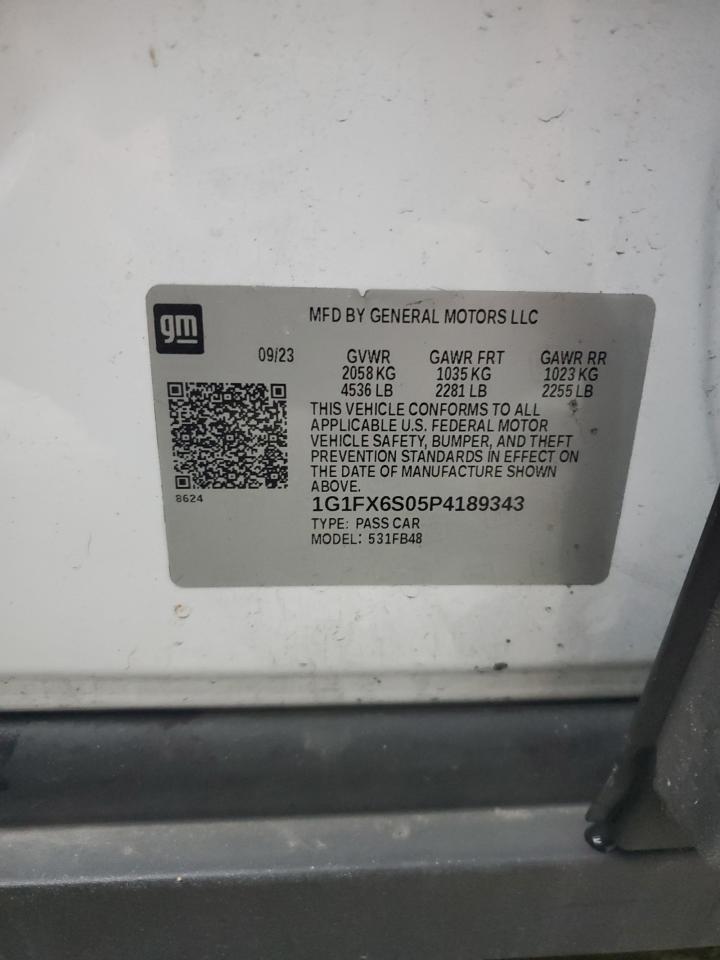 gm
MFD BY GENERAL MOTORS LLC
09/23 GVWR GAWR FRT GAWR RR
2058 KG 1035 KG 1023 KG
4536 LB 2281 LB 2255 LB
THIS VEHICLE CONFORMS TO ALL
APPLICABLE U.S. FEDERAL MOTOR
VEHICLE SAFETY, BUMPER, AND THEFT
PREVENTION STANDARDS IN EFFECT ON
THE DATE OF MANUFACTURE SHOWN
ABOVE.
8624
1G1FX6S05P4189343
TYPE: PASS CAR
MODEL: 531FB48